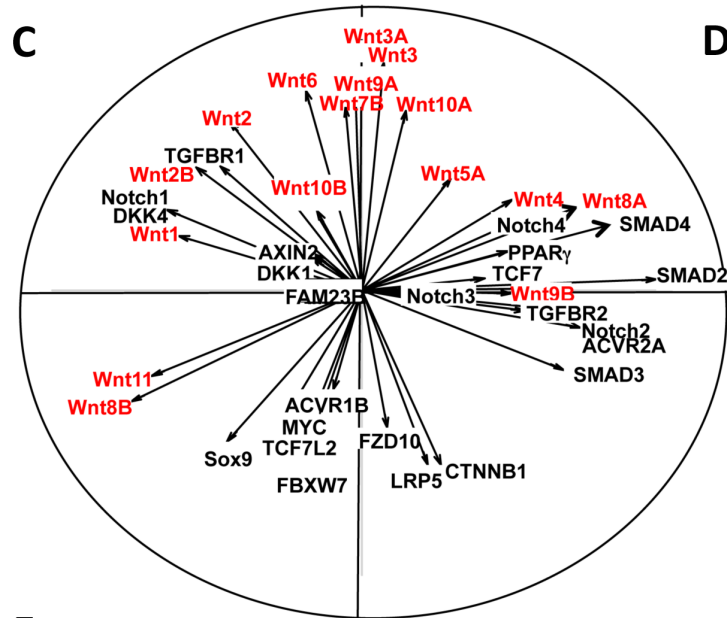 C
D
Wnt3A
Wnt3
Wnt6
Wnt9A
Wnt7B
Wnt10A
Wnt2
TGFBR1
Wnt2B
Wnt10B
Wnt5A
Notch1
DKK4
Wnt1
Wnt4
Wnt8A
Notch4
SMAD4
AXIN2
PPARγ
DKK1
TCF7
SMAD2
FAM23B
Notch3
Wnt9B
TGFBR2
Notch2
ACVR2A
SMAD3
Wnt11
Wnt8B
ACVR1B
MYC
TCF7L2
FZD10
Sox9
CTNNB1
LRP5
FBXW7